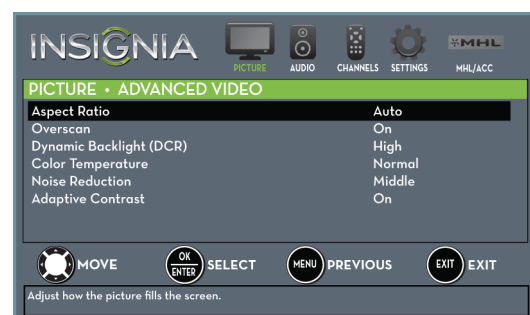 INSIGNIA
PICTURE AUDIO CHANNELS SETTINGS MHL MHL/ACC
PICTURE • ADVANCED VIDEO
Aspect Ratio Auto
Overscan On
Dynamic Backlight (DCR) High
Color Temperature Normal
Noise Reduction Middle
Adaptive Contrast On
MOVE OK ENTER SELECT MENU PREVIOUS EXIT EXIT
Adjust how the picture fills the screen.